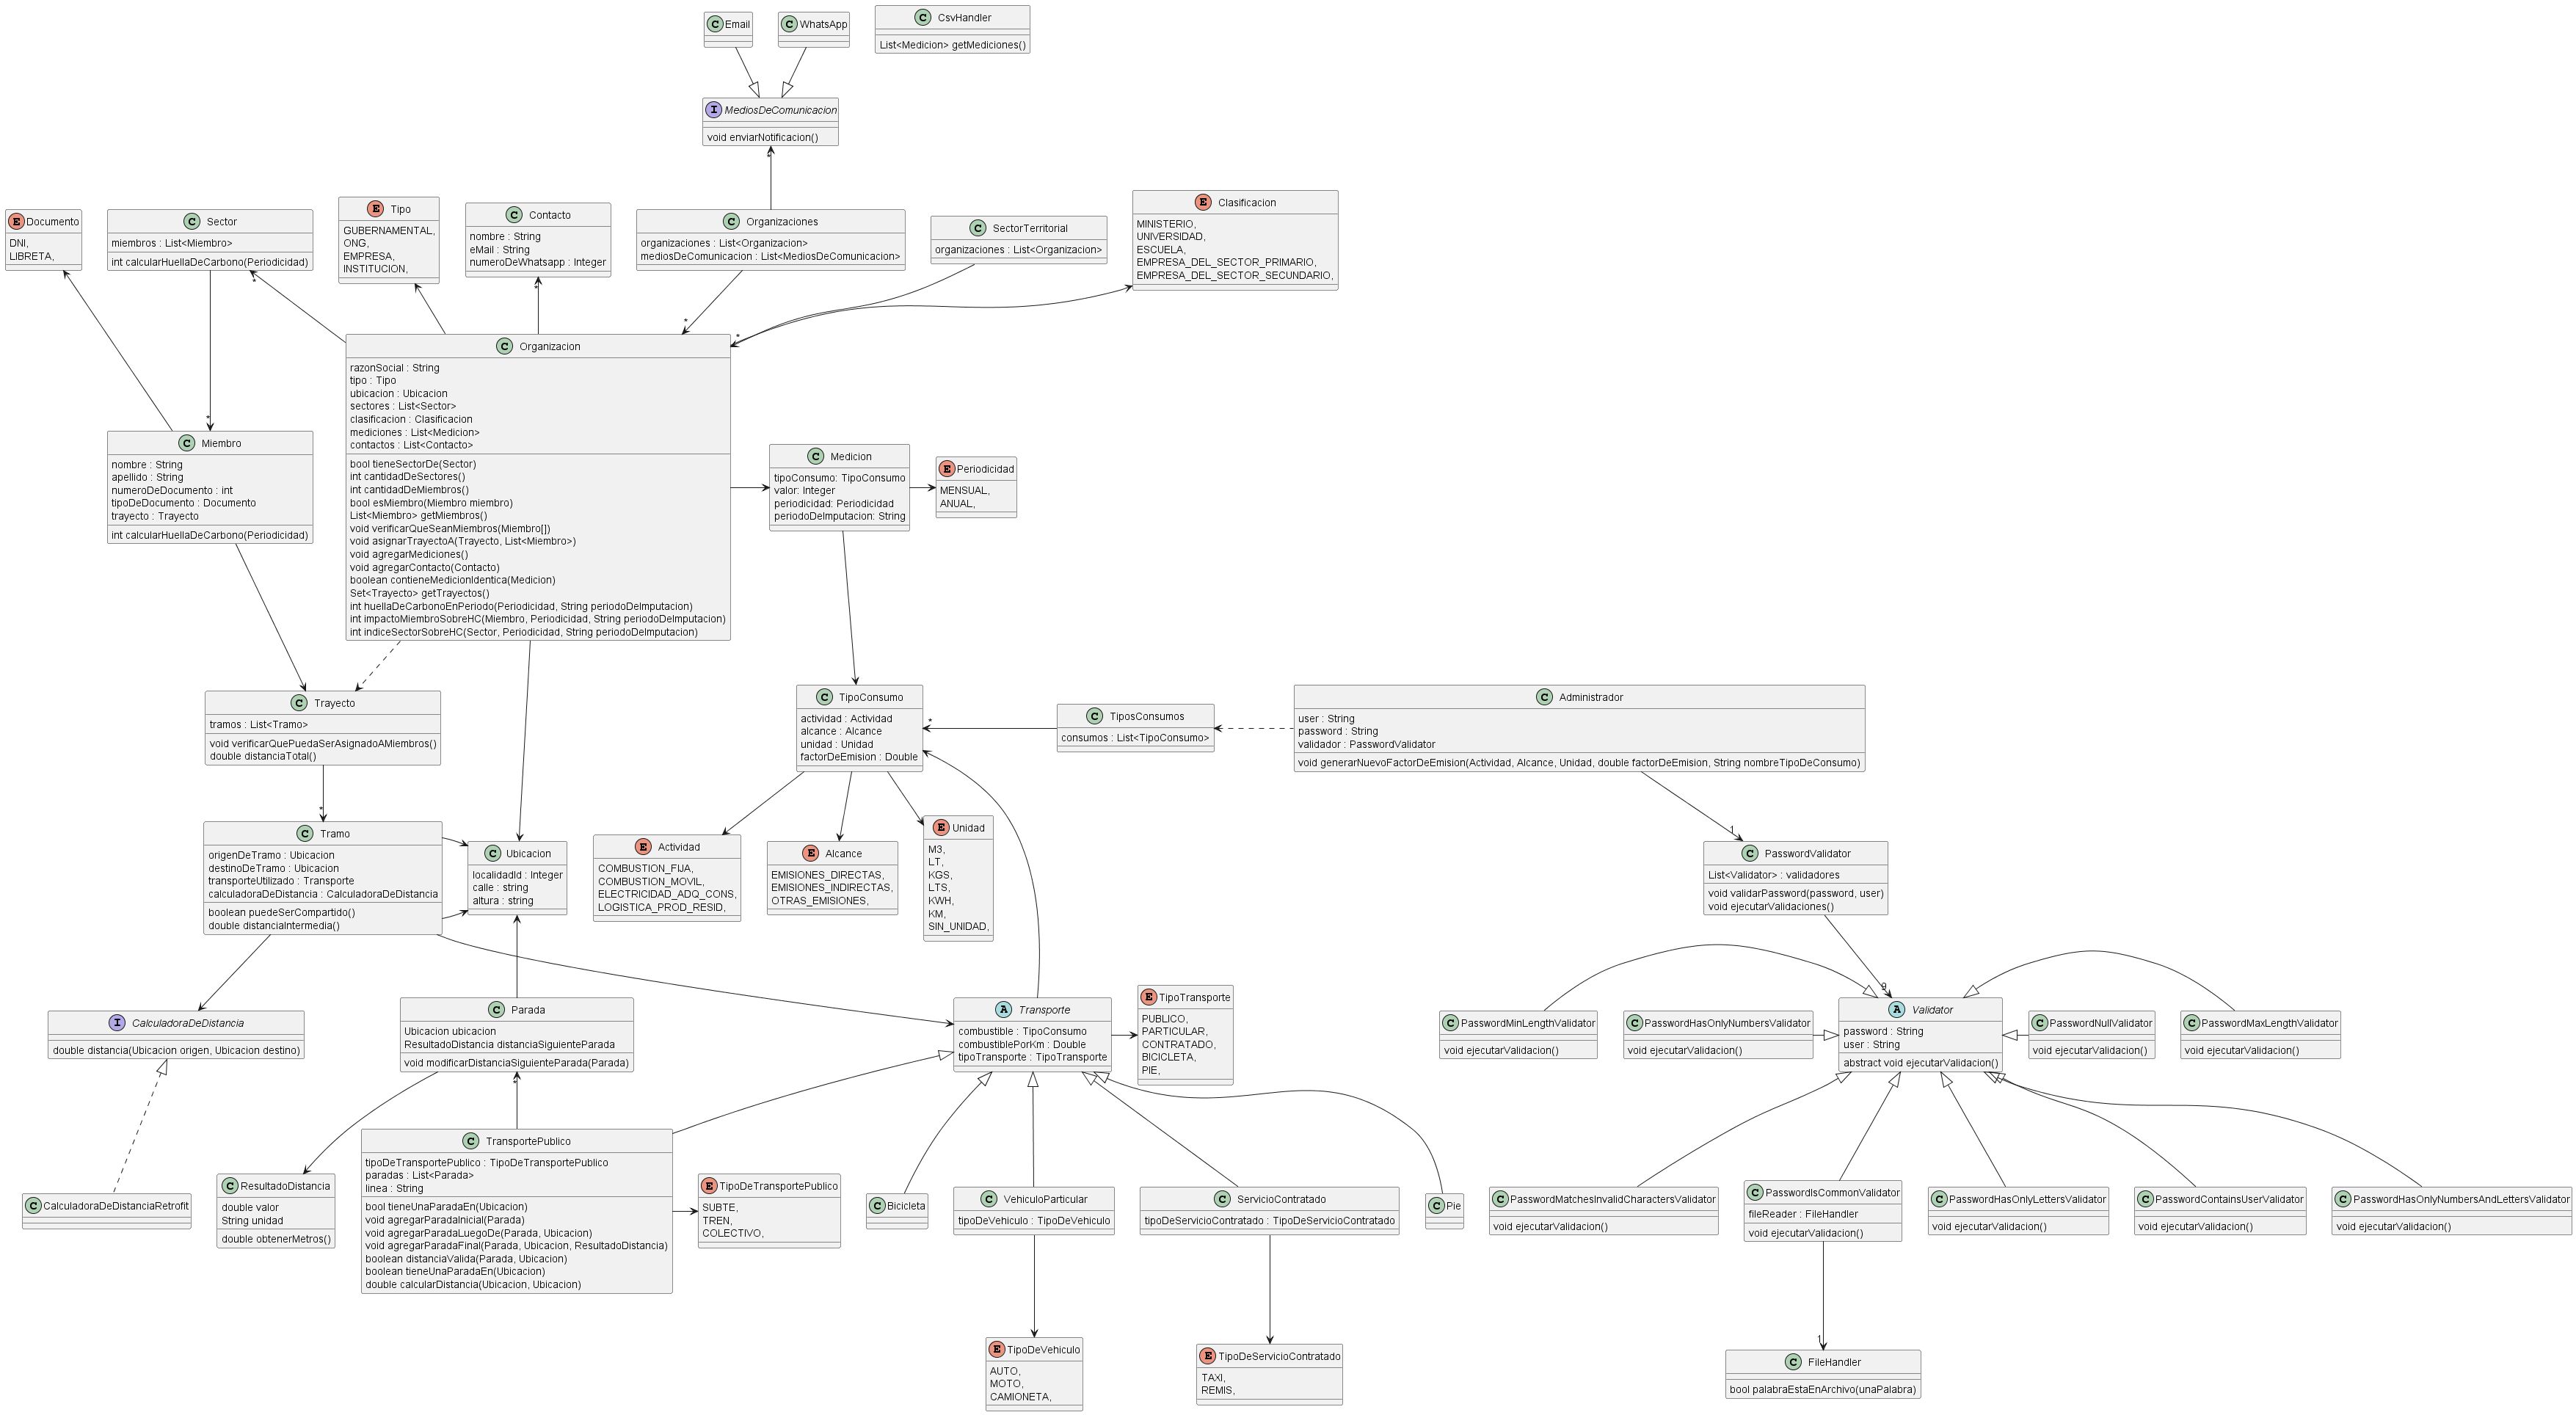 C Email
C WhatsApp
C CsvHandler
List<Medicion> getMediciones()
I MediosDeComunicacion
void enviarNotificacion()
*
E Documento
DNI,
LIBRETA,
C Sector
miembros : List<Miembro>
int calcularHuellaDeCarbono(Periodicidad)
*
E Tipo
GUBERNAMENTAL,
ONG,
EMPRESA,
INSTITUCION,
C Contacto
nombre : String
eMail : String
numeroDeWhatsapp : Integer
*
C Organizaciones
organizaciones : List<Organizacion>
mediosDeComunicacion : List<MediosDeComunicacion>
*
C SectorTerritorial
organizaciones : List<Organizacion>
*
E Clasificacion
MINISTERIO,
UNIVERSIDAD,
ESCUELA,
EMPRESA_DEL_SECTOR_PRIMARIO,
EMPRESA_DEL_SECTOR_SECUNDARIO,
C Organizacion
razonSocial : String
tipo : Tipo
ubicacion : Ubicacion
sectores : List<Sector>
clasificacion : Clasificacion
mediciones : List<Medicion>
contactos : List<Contacto>
bool tieneSectorDe(Sector)
int cantidadDeSectores()
int cantidadDeMiembros()
bool esMiembro(Miembro miembro)
List<Miembro> getMiembros()
void verificarQueSeanMiembros(Miembro[])
void asignarTrayectoA(Trayecto, List<Miembro>)
void agregarMediciones()
void agregarContacto(Contacto)
boolean contieneMedicionIdentica(Medicion)
Set<Trayecto> getTrayectos()
int huellaDeCarbonoEnPeriodo(Periodicidad, String periodoDeImputacion)
int impactoMiembroSobreHC(Miembro, Periodicidad, String periodoDeImputacion)
int indiceSectorSobreHC(Sector, Periodicidad, String periodoDeImputacion)
*
C Miembro
nombre : String
apellido : String
numeroDeDocumento : int
tipoDeDocumento : Documento
trayecto : Trayecto
int calcularHuellaDeCarbono(Periodicidad)
C Medicion
tipoConsumo: TipoConsumo
valor: Integer
periodicidad: Periodicidad
periodoDeImputacion: String
E Periodicidad
MENSUAL,
ANUAL,
C Trayecto
tramos : List<Tramo>
void verificarQuePuedaSerAsignadoAMiembros()
double distanciaTotal()
*
C TipoConsumo
actividad : Actividad
alcance : Alcance
unidad : Unidad
factorDeEmision : Double
*
C TiposConsumos
consumos : List<TipoConsumo>
C Administrador
user : String
password : String
validador : PasswordValidator
void generarNuevoFactorDeEmision(Actividad, Alcance, Unidad, double factorDeEmision, String nombreTipoDeConsumo)
1
C Tramo
origenDeTramo : Ubicacion
destinoDeTramo : Ubicacion
transporteUtilizado : Transporte
calculadoraDeDistancia : CalculadoraDeDistancia
boolean puedeSerCompartido()
double distanciaIntermedia()
C Ubicacion
localidadId : Integer
calle : string
altura : string
E Actividad
COMBUSTION_FIJA,
COMBUSTION_MOVIL,
ELECTRICIDAD_ADQ_CONS,
LOGISTICA_PROD_RESID,
E Alcance
EMISIONES_DIRECTAS,
EMISIONES_INDIRECTAS,
OTRAS_EMISIONES,
E Unidad
M3,
LT,
KGS,
LTS,
KWH,
KM,
SIN_UNIDAD,
C PasswordValidator
List<Validator> : validadores
void validarPassword(password, user)
void ejecutarValidaciones()
9
I CalculadoraDeDistancia
double distancia(Ubicacion origen, Ubicacion destino)
C Parada
Ubicacion ubicacion
ResultadoDistancia distanciaSiguienteParada
void modificarDistanciaSiguienteParada(Parada)
*
A Transporte
combustible : TipoConsumo
combustiblePorKm : Double
tipoTransporte : TipoTransporte
E TipoTransporte
PUBLICO,
PARTICULAR,
CONTRATADO,
BICICLETA,
PIE,
C PasswordMinLengthValidator
void ejecutarValidacion()
C PasswordHasOnlyNumbersValidator
void ejecutarValidacion()
A Validator
password : String
user : String
abstract void ejecutarValidacion()
C PasswordNullValidator
void ejecutarValidacion()
C PasswordMaxLengthValidator
void ejecutarValidacion()
C CalculadoraDeDistanciaRetrofit
C ResultadoDistancia
double valor
String unidad
double obtenerMetros()
C TransportePublico
tipoDeTransportePublico : TipoDeTransportePublico
paradas : List<Parada>
linea : String
bool tieneUnaParadaEn(Ubicacion)
void agregarParadaInicial(Parada)
void agregarParadaLuegoDe(Parada, Ubicacion)
void agregarParadaFinal(Parada, Ubicacion, ResultadoDistancia)
boolean distanciaValida(Parada, Ubicacion)
boolean tieneUnaParadaEn(Ubicacion)
double calcularDistancia(Ubicacion, Ubicacion)
E TipoDeTransportePublico
SUBTE,
TREN,
COLECTIVO,
C Bicicleta
C VehiculoParticular
tipoDeVehiculo : TipoDeVehiculo
C ServicioContratado
tipoDeServicioContratado : TipoDeServicioContratado
C Pie
C PasswordMatchesInvalidCharactersValidator
void ejecutarValidacion()
C PasswordIsCommonValidator
fileReader : FileHandler
void ejecutarValidacion()
C PasswordHasOnlyLettersValidator
void ejecutarValidacion()
C PasswordContainsUserValidator
void ejecutarValidacion()
C PasswordHasOnlyNumbersAndLettersValidator
void ejecutarValidacion()
E TipoDeVehiculo
AUTO,
MOTO,
CAMIONETA,
E TipoDeServicioContratado
TAXI,
REMIS,
1
C FileHandler
bool palabraEstaEnArchivo(unaPalabra)